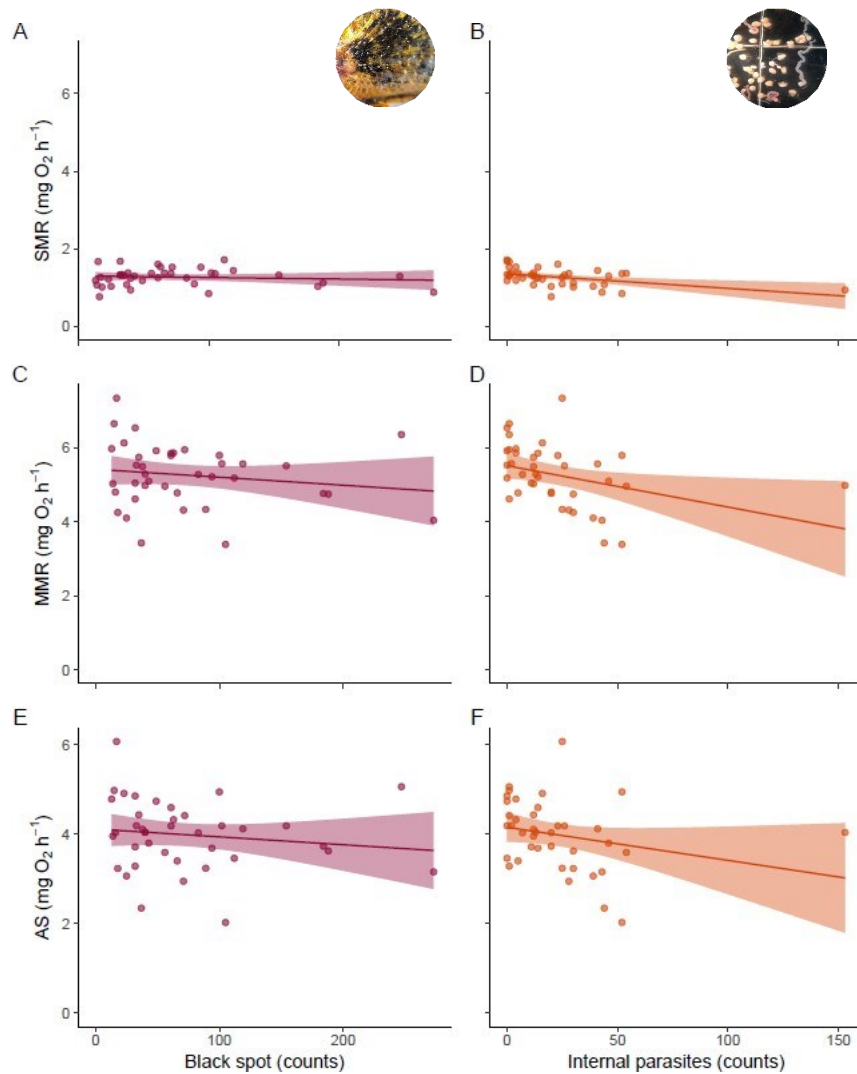 A
B
6
4
2
0
SMR (mg O₂ h⁻¹)
C
D
6
4
2
0
MMR (mg O₂ h⁻¹)
E
F
6
4
2
0
AS (mg O₂ h⁻¹)
0 100 200
Black spot (counts)
0 50 100 150
Internal parasites (counts)